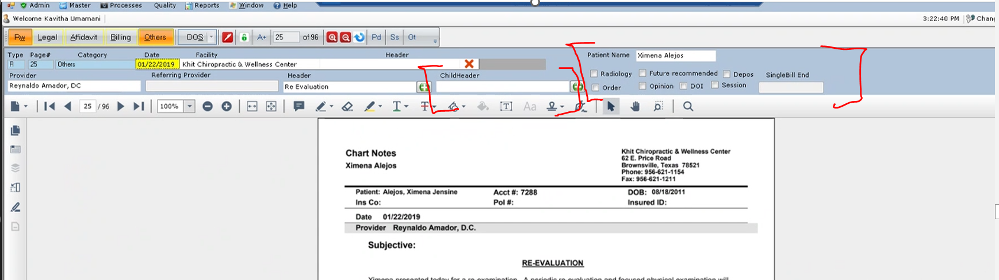 Admin Master Processes Quality Reports Window Help
Welcome Kavitha Umamani 3:22:40 PM Chang
Rw Legal Affidavit Billing Others DOS A+ 25 of 96 Pd Ss Ot
Type Page# Category Date Facility Header
R 25 Others 01/22/2019 Khit Chiropractic & Wellness Center
Provider Referring Provider Header ChildHeader
Reynaldo Amador, DC Re Evaluation
Patient Name Ximena Alejos
Radiology Future recommended Depos SingleBill End
Order Opinion DOI Session
25 / 96 100% T T T Aa
Chart Notes
Ximena Alejos
Khit Chiropractic & Wellness Center
62 E. Price Road
Brownsville, Texas 78521
Phone: 956-621-1154
Fax: 956-621-1211
Patient: Alejos, Ximena Jensine Acct #: 7288 DOB: 08/18/2011
Ins Co: Pol #: Insured ID:
Date 01/22/2019
Provider Reynaldo Amador, D.C.
Subjective:
RE-EVALUATION
Ximena presented today for a re-examination. A periodic re-evaluation and focused physical examination will